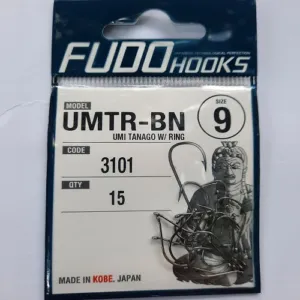 FUDO HOOKS
MODEL
UMTR-BN
UMI TANAGO W/ RING
SIZE
9
CODE
3101
QTY
15
MADE IN KOBE. JAPAN